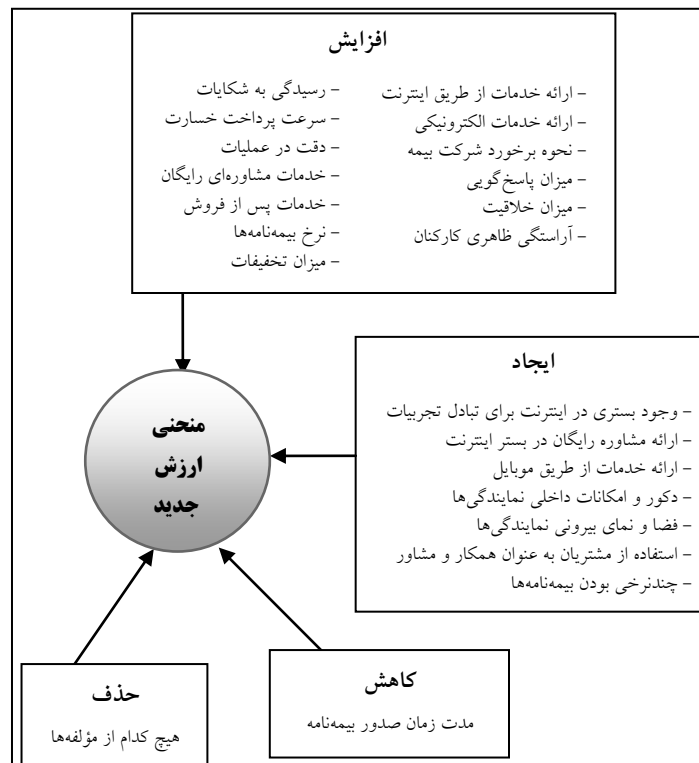 افزایش
- ارائه خدمات از طریق اینترنت
- ارائه خدمات الکترونیکی
- نحوه برخورد شرکت بیمه
- میزان پاسخ‌گویی
- میزان خلاقیت
- آراستگی ظاهری کارکنان
- رسیدگی به شکایات
- سرعت پرداخت خسارت
- دقت در عملیات
- خدمات مشاوره‌ای رایگان
- خدمات پس از فروش
- نرخ بیمه‌نامه‌ها
- میزان تخفیفات
ایجاد
- وجود بستری در اینترنت برای تبادل تجربیات
- ارائه مشاوره رایگان در بستر اینترنت
- ارائه خدمات از طریق موبایل
- دکور و امکانات داخلی نمایندگی‌ها
- فضا و نمای بیرونی نمایندگی‌ها
- استفاده از مشتریان به عنوان همکار و مشاور
- چندنرخی بودن بیمه‌نامه‌ها
منحنی
ارزش
جدید
کاهش
مدت زمان صدور بیمه‌نامه
حذف
هیچ کدام از مؤلفه‌ها